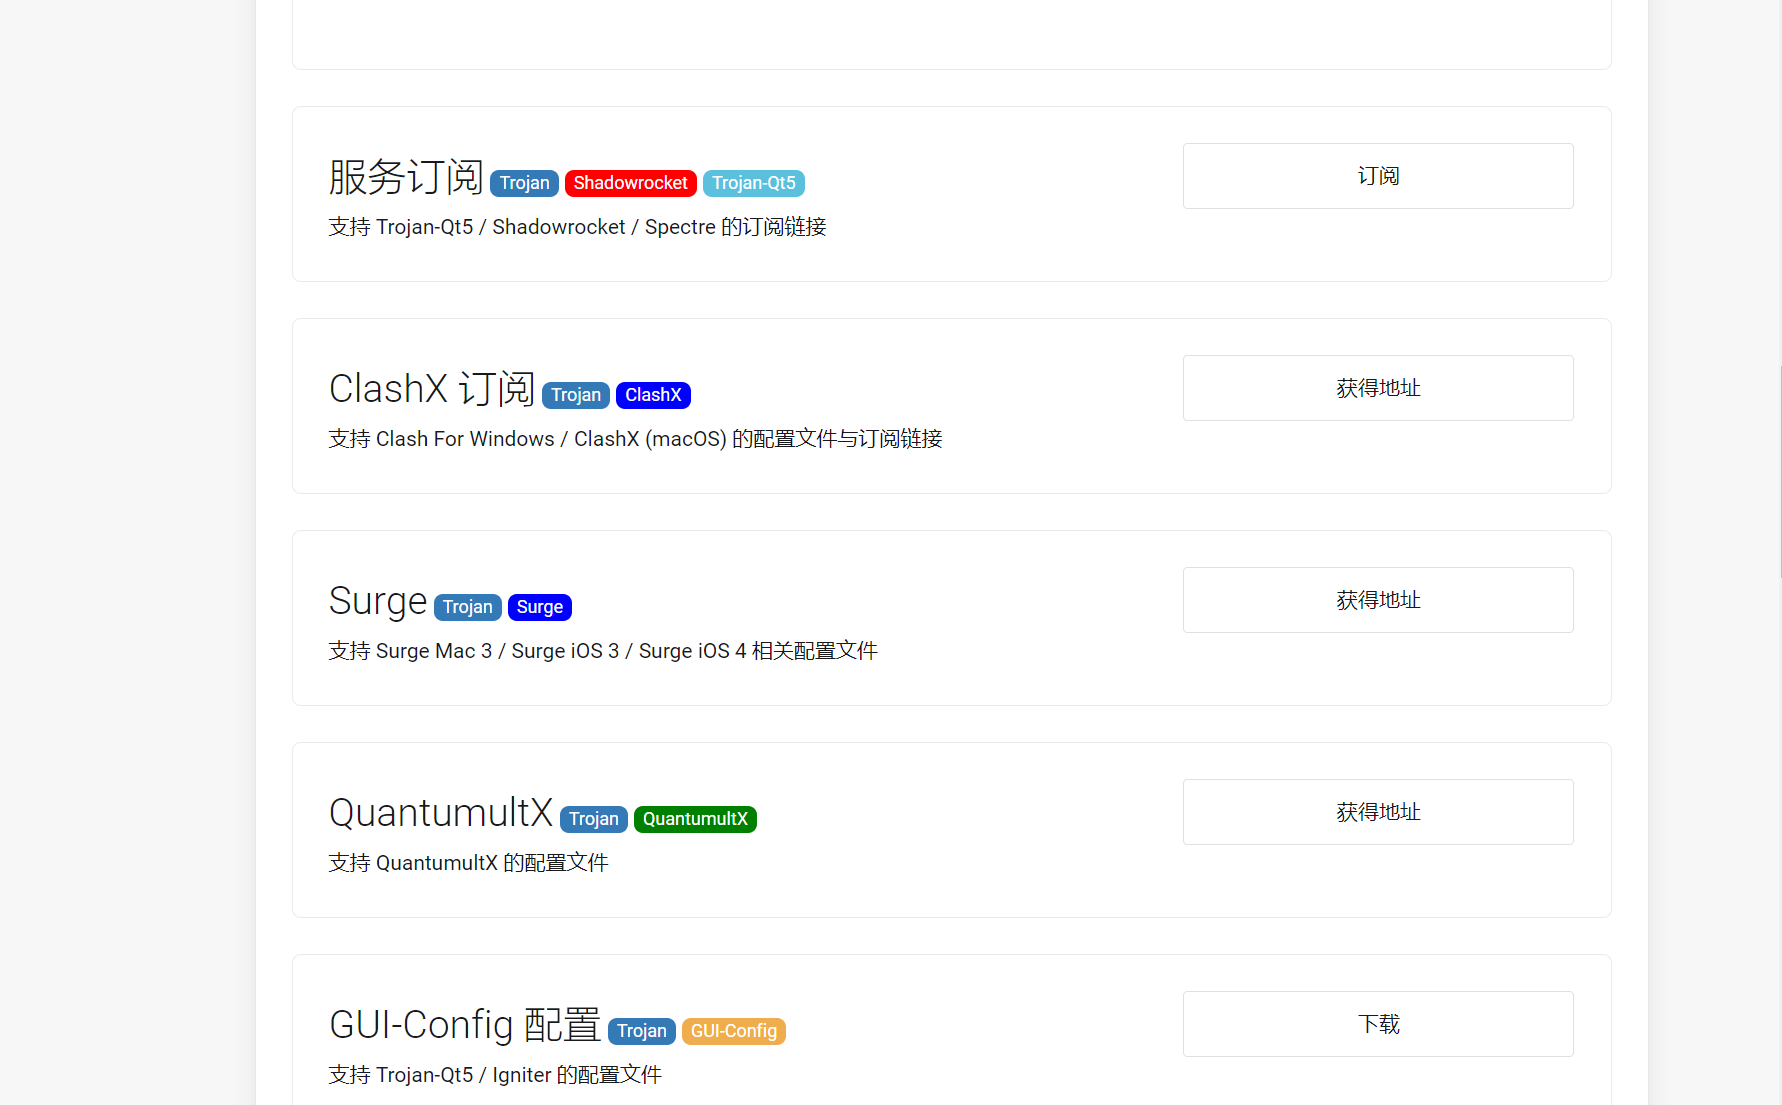 服务订阅 Trojan Shadowrocket Trojan-Qt5
订阅
支持 Trojan-Qt5 / Shadowrocket / Spectre 的订阅链接
ClashX 订阅 Trojan ClashX
获得地址
支持 Clash For Windows / ClashX (macOS) 的配置文件与订阅链接
Surge Trojan Surge
获得地址
支持 Surge Mac 3 / Surge iOS 3 / Surge iOS 4 相关配置文件
QuantumultX Trojan QuantumultX
获得地址
支持 QuantumultX 的配置文件
GUI-Config 配置 Trojan GUI-Config
下载
支持 Trojan-Qt5 / Igniter 的配置文件